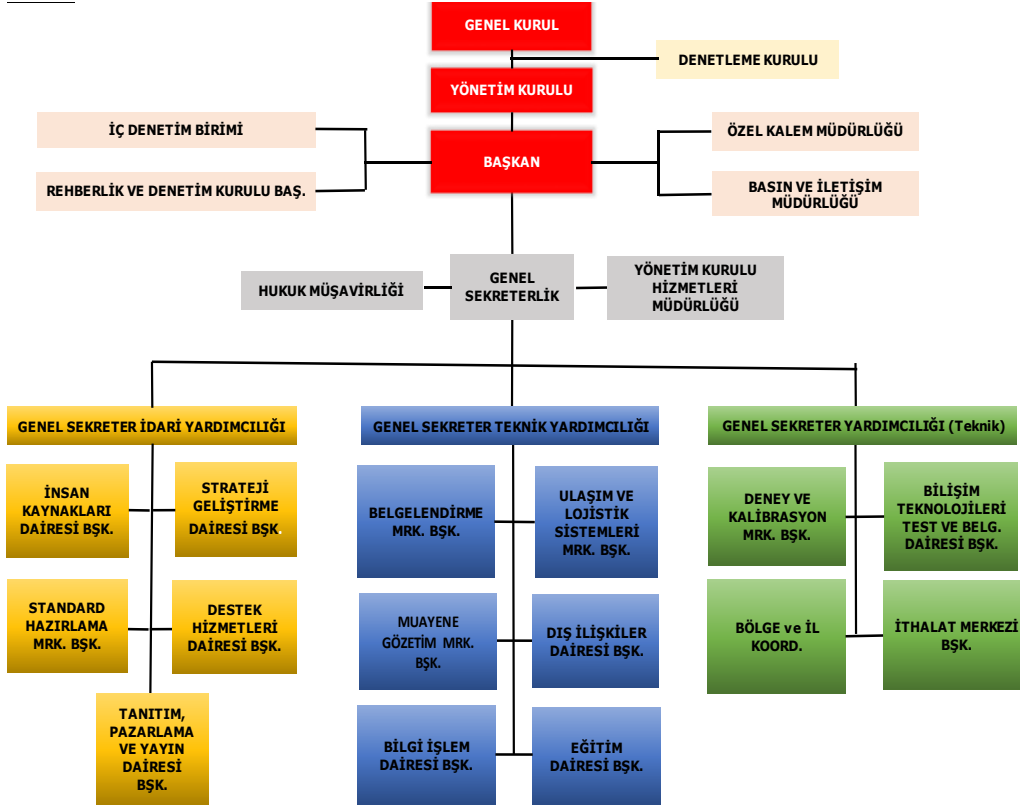 GENEL KURUL
DENETLEME KURULU
YÖNETİM KURULU
İÇ DENETİM BİRİMİ
REHBERLİK VE DENETİM KURULU BAŞ.
BAŞKAN
ÖZEL KALEM MÜDÜRLÜĞÜ
BASIN VE İLETİŞİM
MÜDÜRLÜĞÜ
HUKUK MÜŞAVİRLİĞİ
GENEL
SEKRETERLİK
YÖNETİM KURULU
HİZMETLERİ
MÜDÜRLÜĞÜ
GENEL SEKRETER İDARİ YARDIMCILIĞI
İNSAN
KAYNAKLARI
DAİRESİ BŞK.
STRATEJİ
GELİŞTİRME
DAİRESİ BŞK.
STANDARD
HAZIRLAMA
MRK. BŞK.
DESTEK
HİZMETLERİ
DAİRESİ BŞK.
TANITIM,
PAZARLAMA
VE YAYIN
DAİRESİ
BŞK.
GENEL SEKRETER TEKNİK YARDIMCILIĞI
BELGELENDİRME
MRK. BŞK.
ULAŞIM VE
LOJİSTİK
SİSTEMLERİ
MRK. BŞK.
MUAYENE
GÖZETİM MRK.
BŞK.
DIŞ İLİŞKİLER
DAİRESİ BŞK.
BİLGİ İŞLEM
DAİRESİ BŞK.
EĞİTİM
DAİRESİ BŞK.
GENEL SEKRETER YARDIMCILIĞI (Teknik)
DENEY VE
KALİBRASYON
MRK. BŞK.
BİLİŞİM
TEKNOLOJİLERİ
TEST VE BELG.
DAİRESİ BŞK.
BÖLGE ve İL
KOORD.
İTHALAT MERKEZİ
BŞK.